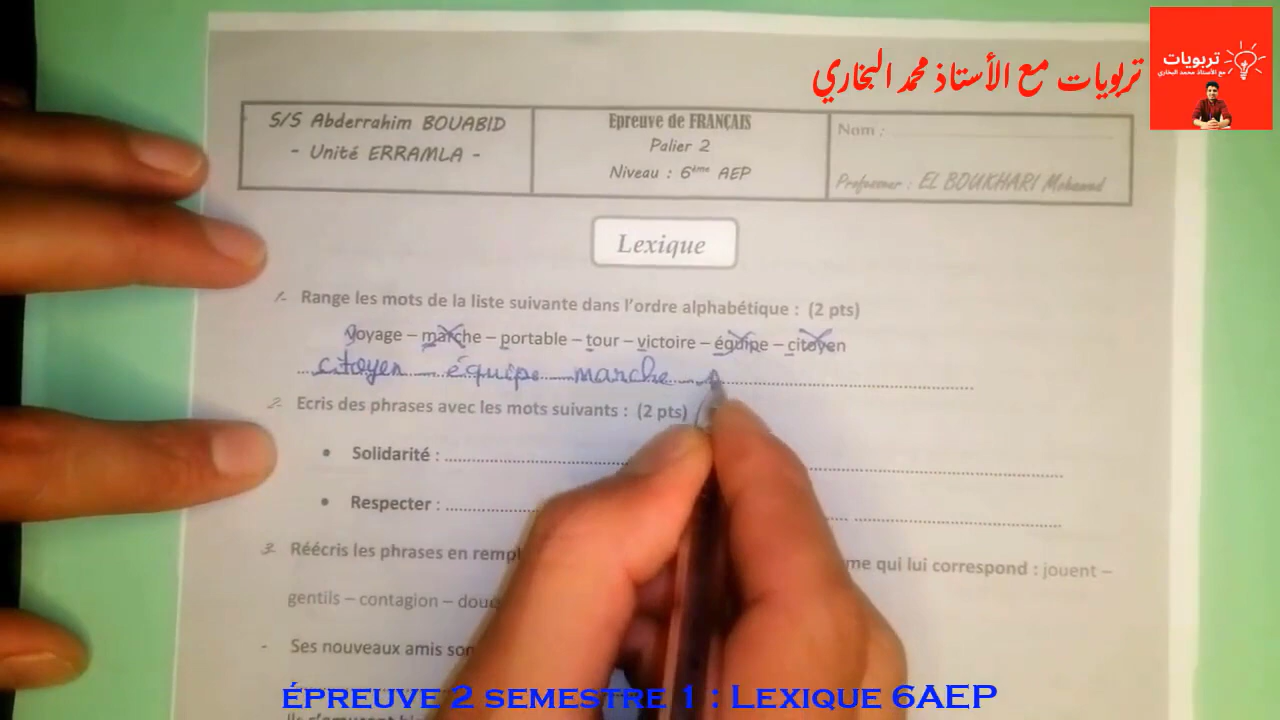 تربويات مع الأستاذ محمد البخاري
تربويات
مع الأستاذ محمد البخاري
S/S Abderrahim BOUABID
- Unité ERRAMLA -
Epreuve de FRANÇAIS
Palier 2
Niveau : 6ème AEP
Nom :
Professeur : EL BOUKHARI Mohamed
Lexique
1- Range les mots de la liste suivante dans l'ordre alphabétique : (2 pts)
Voyage – marche – portable – tour – victoire – équipe – citoyen
citoyen équipe marche
2- Ecris des phrases avec les mots suivants : (2 pts)
• Solidarité :
• Respecter :
3- Réécris les phrases en rempl me qui lui correspond : jouent –
gentils – contagion –
- Ses nouveaux amis
épreuve 2 semestre 1 : Lexique 6AEP